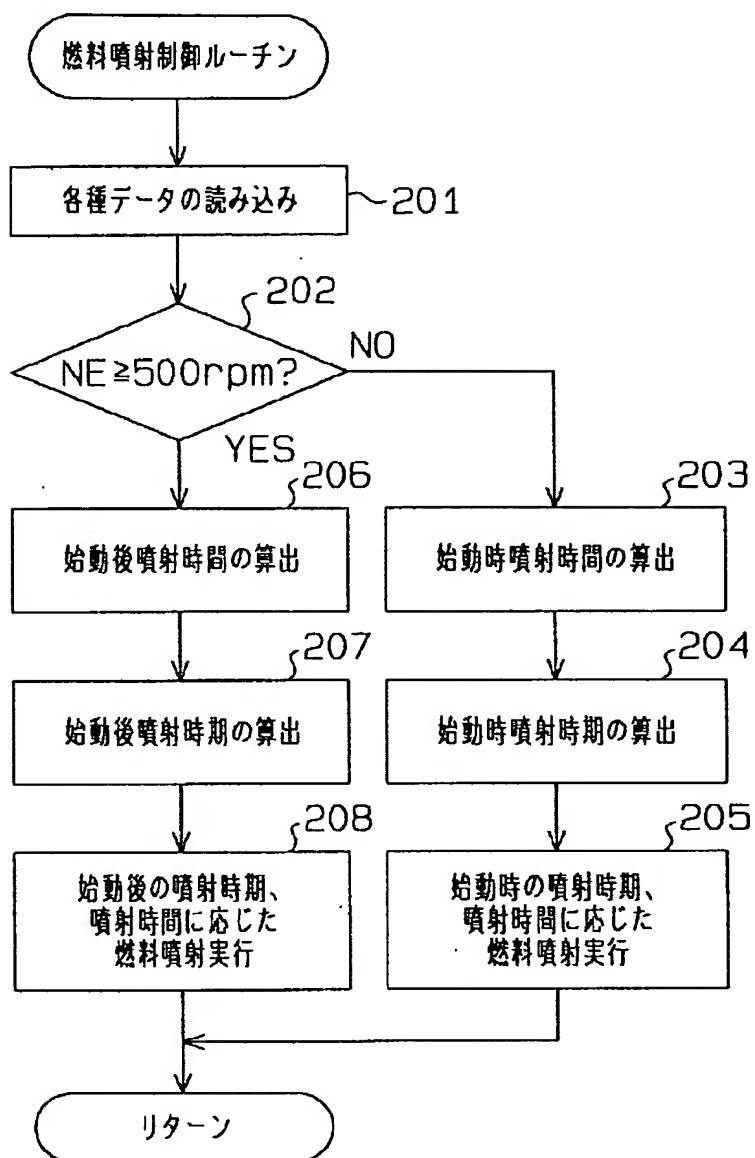 燃料噴射制御ルーチン
各種データの読み込み
201
202
NE≧500rpm?
NO
YES
206
始動後噴射時間の算出
203
始動時噴射時間の算出
207
始動後噴射時期の算出
204
始動時噴射時期の算出
208
始動後の噴射時期、
噴射時間に応じた
燃料噴射実行
205
始動時の噴射時期、
噴射時間に応じた
燃料噴射実行
リターン